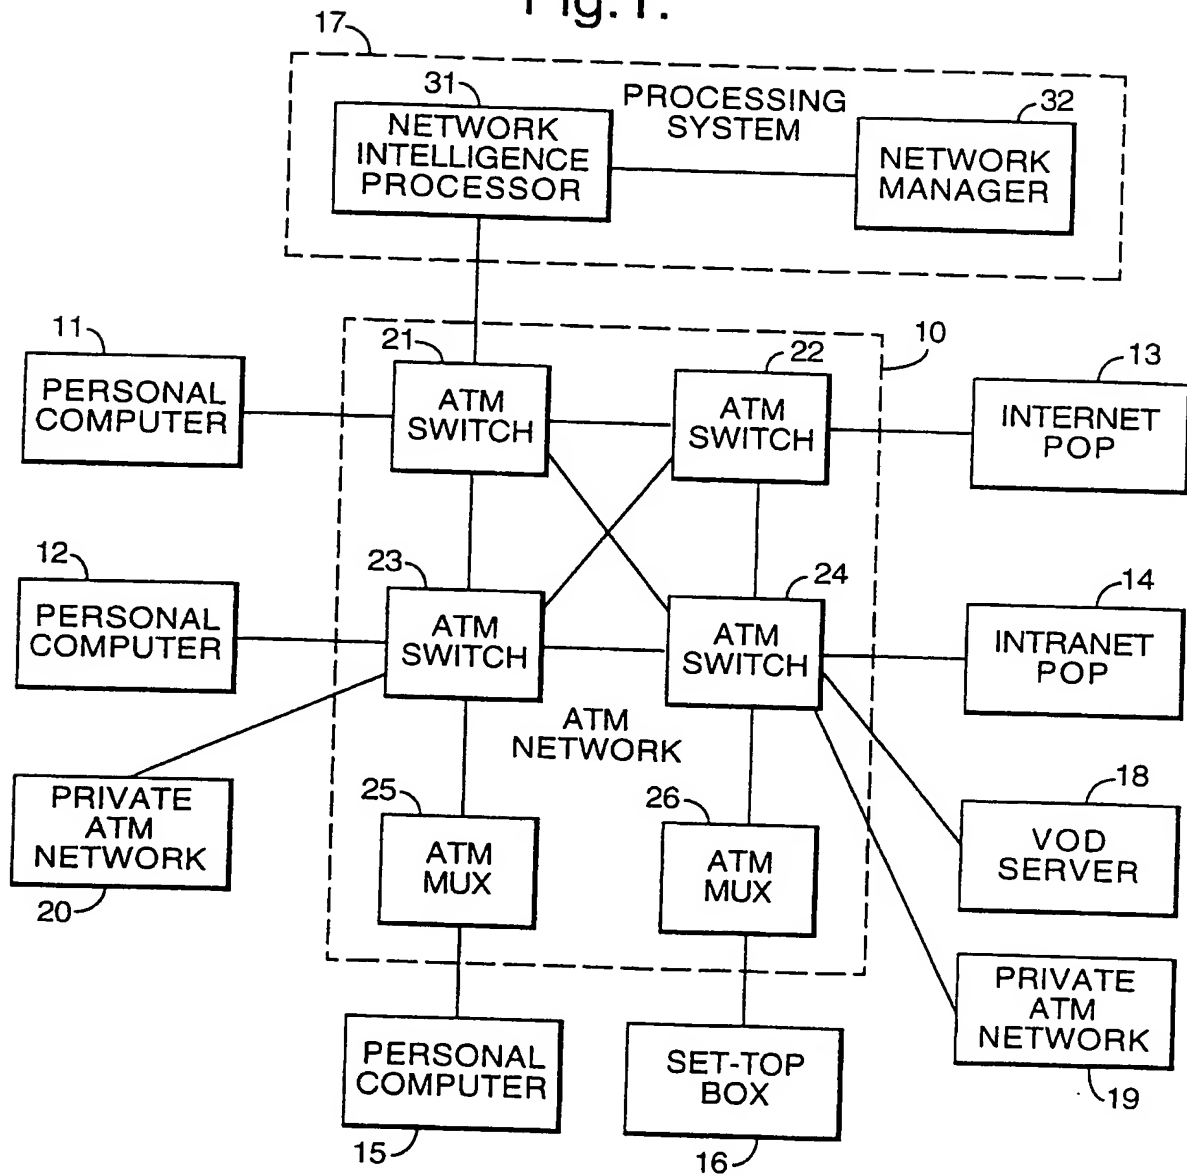 Fig.1.
17
31
NETWORK
INTELLIGENCE
PROCESSOR
PROCESSING
SYSTEM
32
NETWORK
MANAGER
11
PERSONAL
COMPUTER
21
ATM
SWITCH
22
ATM
SWITCH
10
13
INTERNET
POP
12
PERSONAL
COMPUTER
23
ATM
SWITCH
24
ATM
SWITCH
14
INTRANET
POP
ATM
NETWORK
PRIVATE
ATM
NETWORK
20
25
ATM
MUX
26
ATM
MUX
18
VOD
SERVER
PRIVATE
ATM
NETWORK
19
PERSONAL
COMPUTER
15
SET-TOP
BOX
16